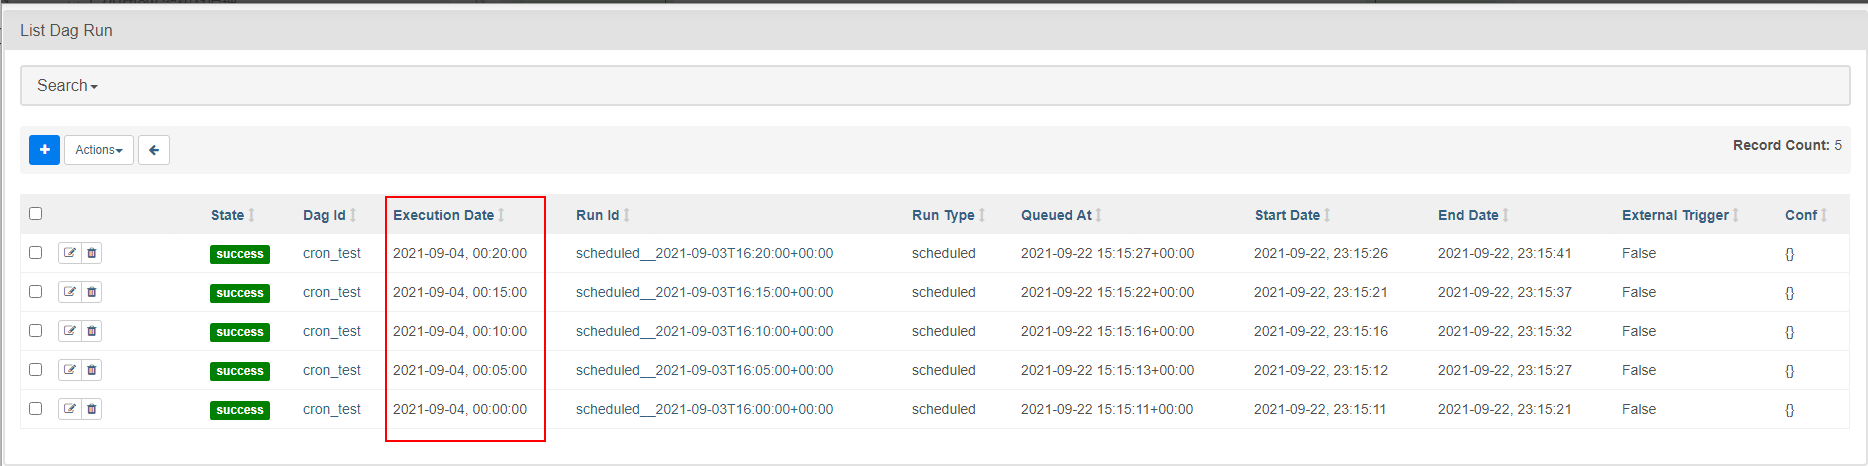 List Dag Run
Search
Actions
Record Count: 5
State Dag Id Execution Date Run Id Run Type Queued At Start Date End Date External Trigger Conf
success cron_test 2021-09-04, 00:20:00 scheduled__2021-09-03T16:20:00+00:00 scheduled 2021-09-22 15:15:27+00:00 2021-09-22, 23:15:26 2021-09-22, 23:15:41 False {}
success cron_test 2021-09-04, 00:15:00 scheduled__2021-09-03T16:15:00+00:00 scheduled 2021-09-22 15:15:22+00:00 2021-09-22, 23:15:21 2021-09-22, 23:15:37 False {}
success cron_test 2021-09-04, 00:10:00 scheduled__2021-09-03T16:10:00+00:00 scheduled 2021-09-22 15:15:16+00:00 2021-09-22, 23:15:16 2021-09-22, 23:15:32 False {}
success cron_test 2021-09-04, 00:05:00 scheduled__2021-09-03T16:05:00+00:00 scheduled 2021-09-22 15:15:13+00:00 2021-09-22, 23:15:12 2021-09-22, 23:15:27 False {}
success cron_test 2021-09-04, 00:00:00 scheduled__2021-09-03T16:00:00+00:00 scheduled 2021-09-22 15:15:11+00:00 2021-09-22, 23:15:11 2021-09-22, 23:15:21 False {}